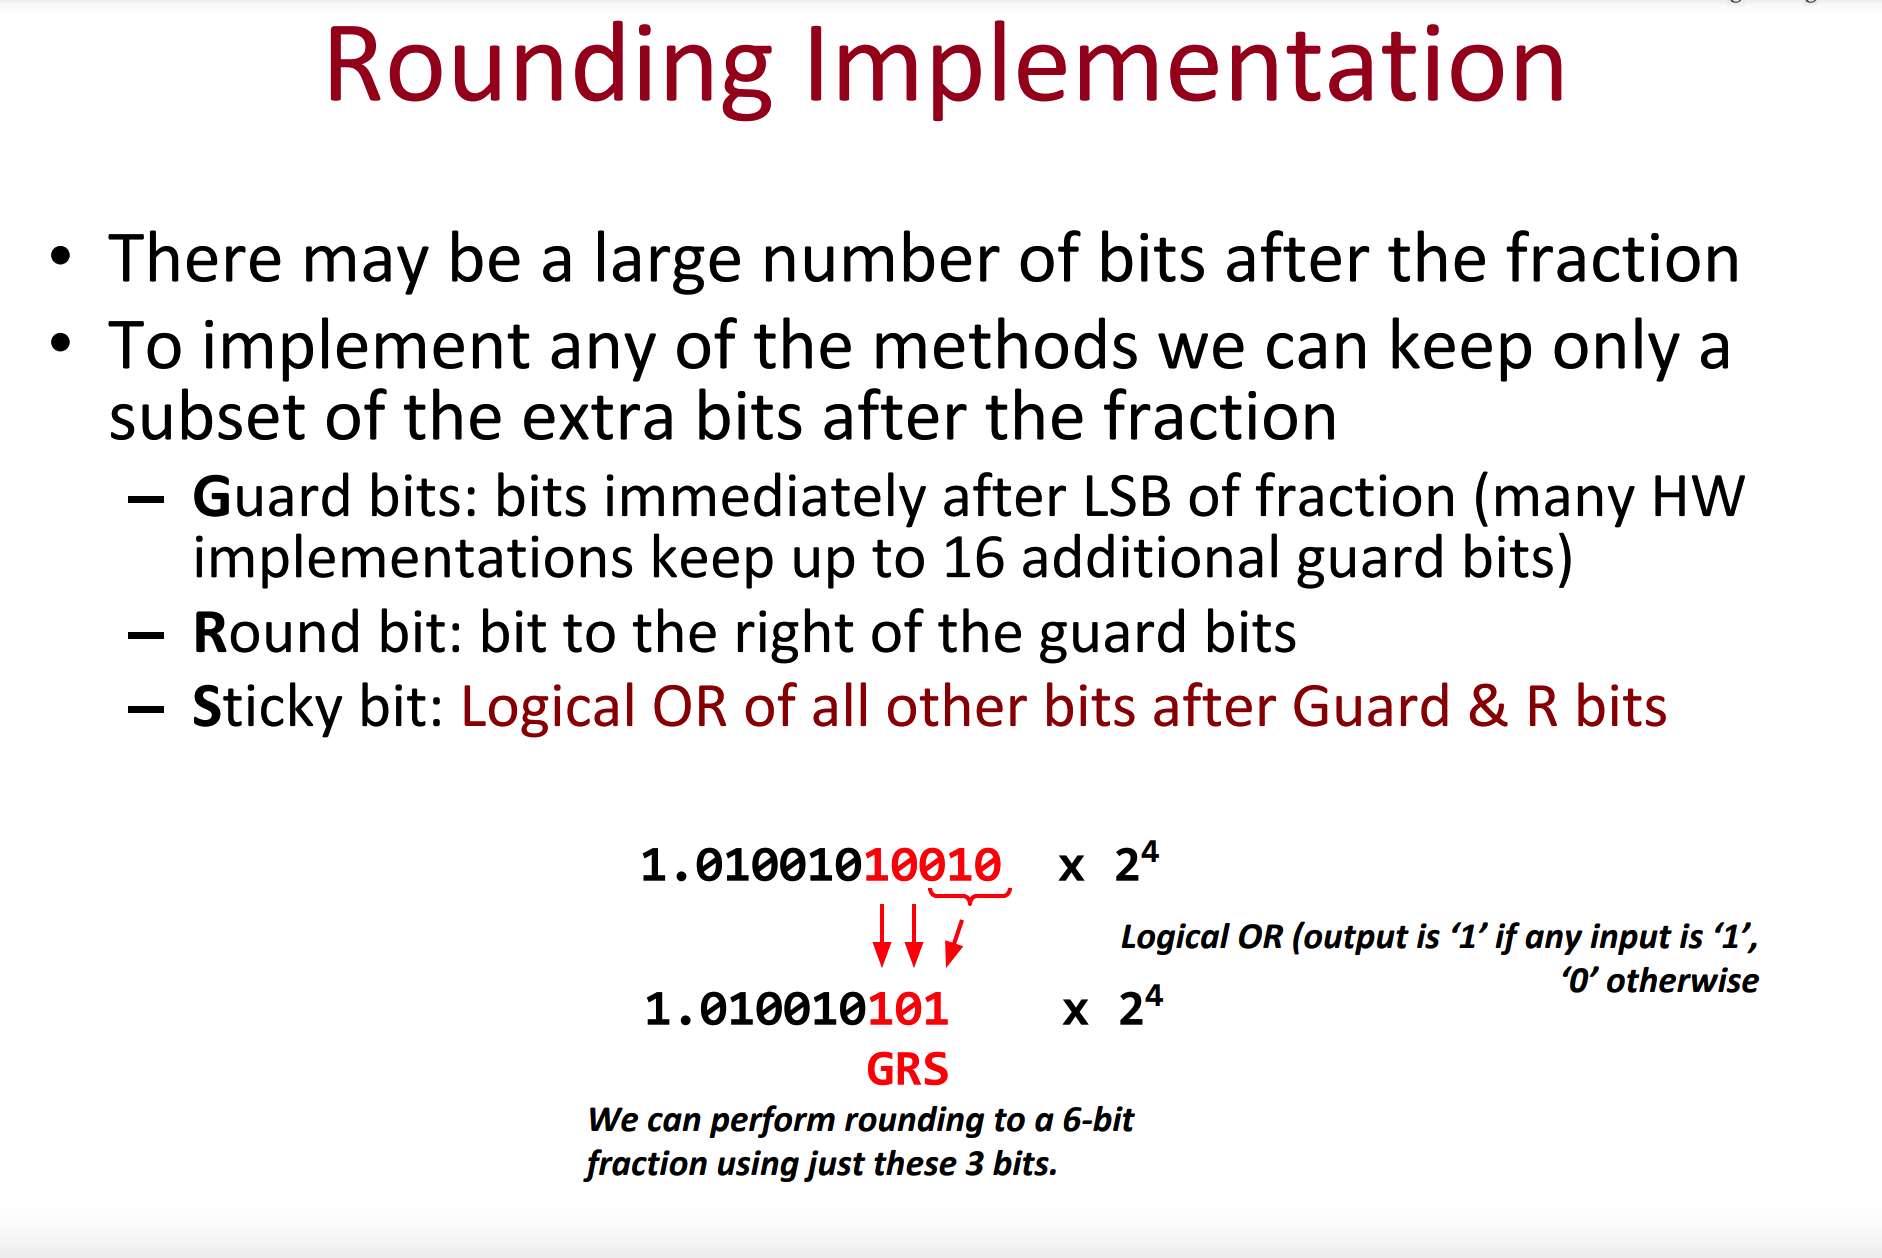 Rounding Implementation
• There may be a large number of bits after the fraction
• To implement any of the methods we can keep only a
subset of the extra bits after the fraction
– Guard bits: bits immediately after LSB of fraction (many HW
implementations keep up to 16 additional guard bits)
– Round bit: bit to the right of the guard bits
– Sticky bit: Logical OR of all other bits after Guard & R bits
1.01001010010 x 2⁴
Logical OR (output is ‘1’ if any input is ‘1’,
‘0’ otherwise
1.010010101 x 2⁴
GRS
We can perform rounding to a 6-bit
fraction using just these 3 bits.